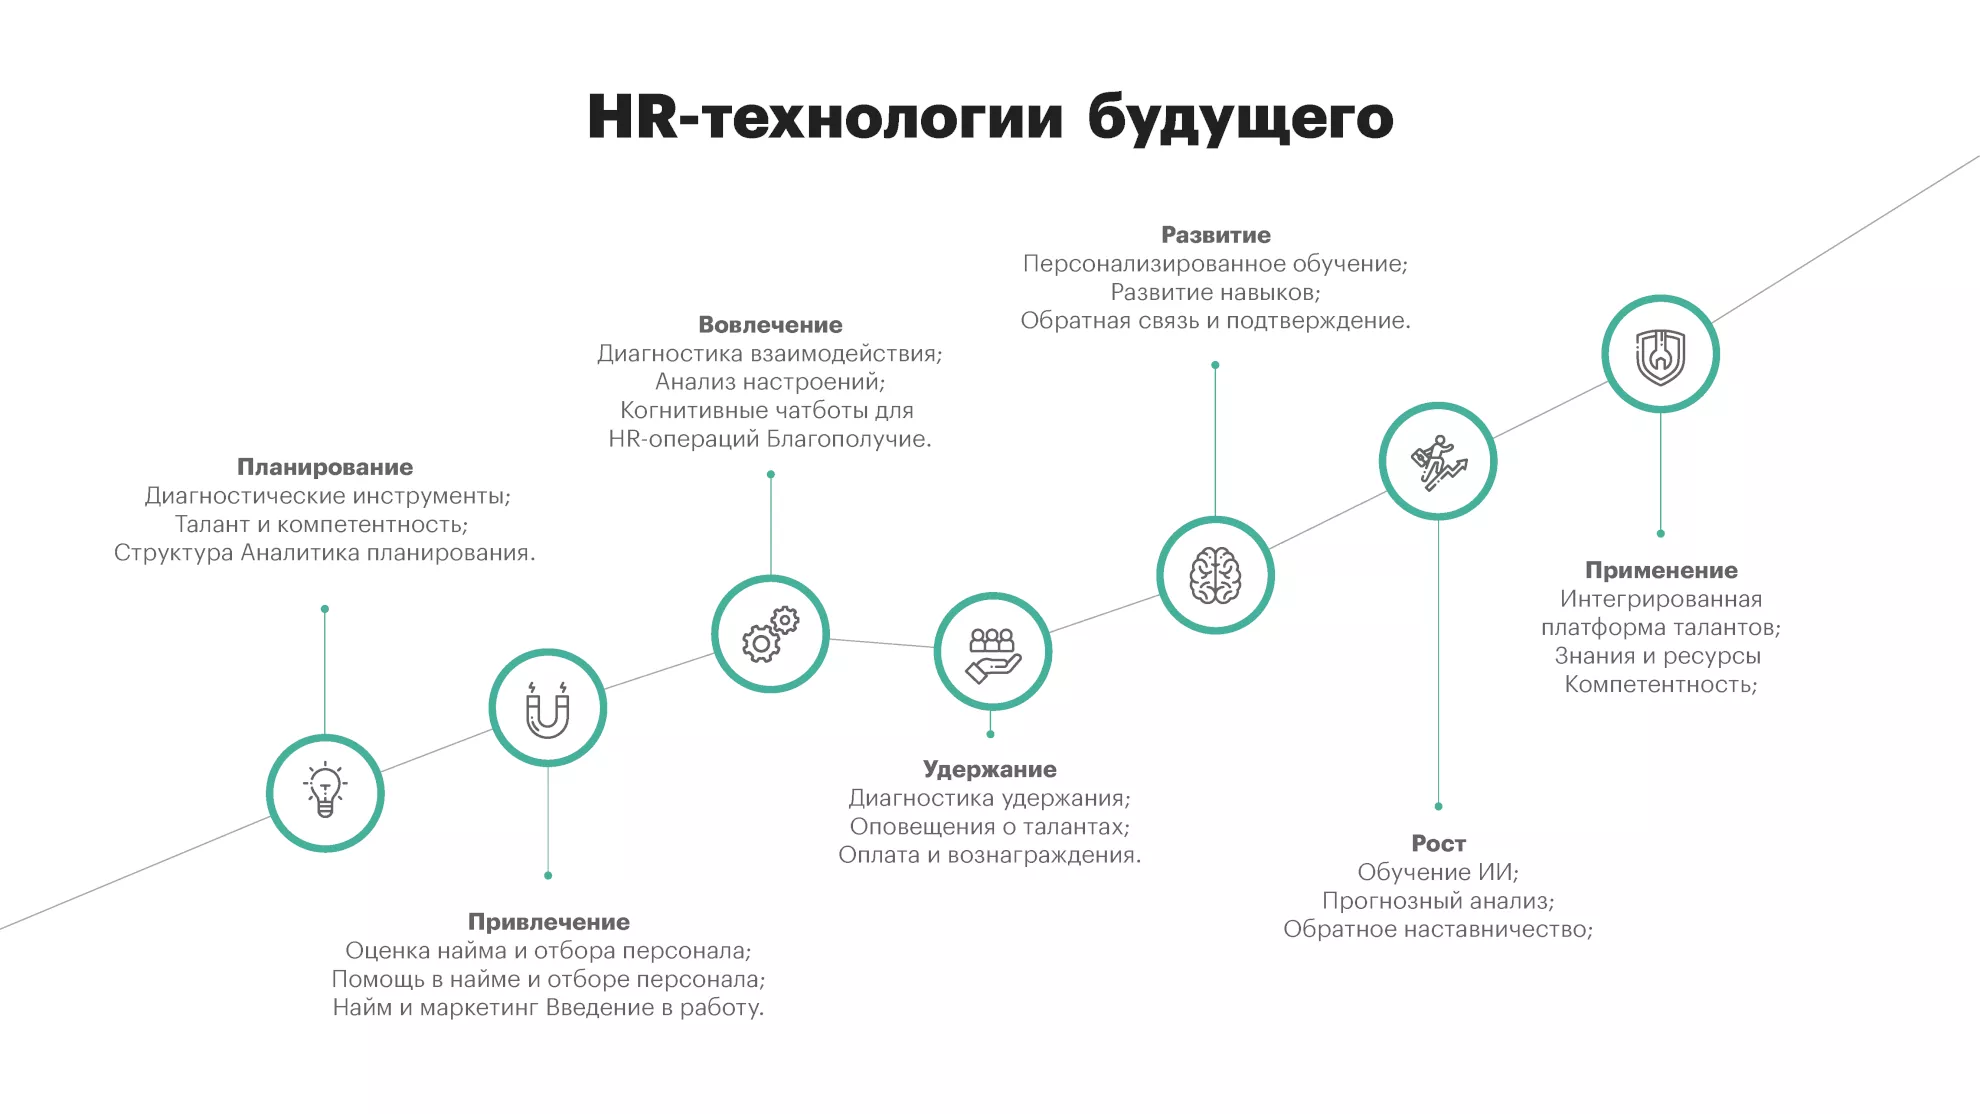 HR-технологии будущего
Планирование
Диагностические инструменты;
Талант и компетентность;
Структура Аналитика планирования.
Привлечение
Оценка найма и отбора персонала;
Помощь в найме и отборе персонала;
Найм и маркетинг Введение в работу.
Вовлечение
Диагностика взаимодействия;
Анализ настроений;
Когнитивные чатботы для
HR-операций Благополучие.
Удержание
Диагностика удержания;
Оповещения о талантах;
Оплата и вознаграждения.
Развитие
Персонализированное обучение;
Развитие навыков;
Обратная связь и подтверждение.
Рост
Обучение ИИ;
Прогнозный анализ;
Обратное наставничество;
Применение
Интегрированная
платформа талантов;
Знания и ресурсы
Компетентность;